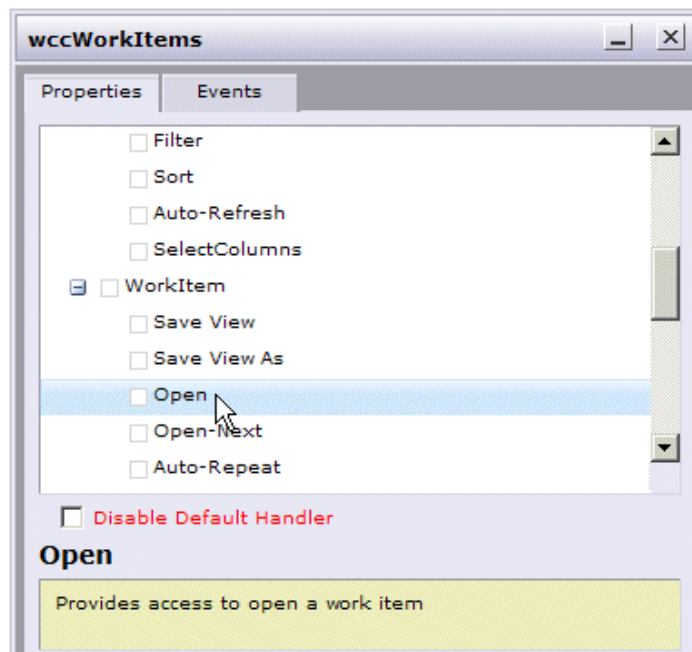 wccWorkItems
Properties Events
Filter
Sort
Auto-Refresh
SelectColumns
WorkItem
Save View
Save View As
Open
Open-Next
Auto-Repeat
Disable Default Handler
Open
Provides access to open a work item